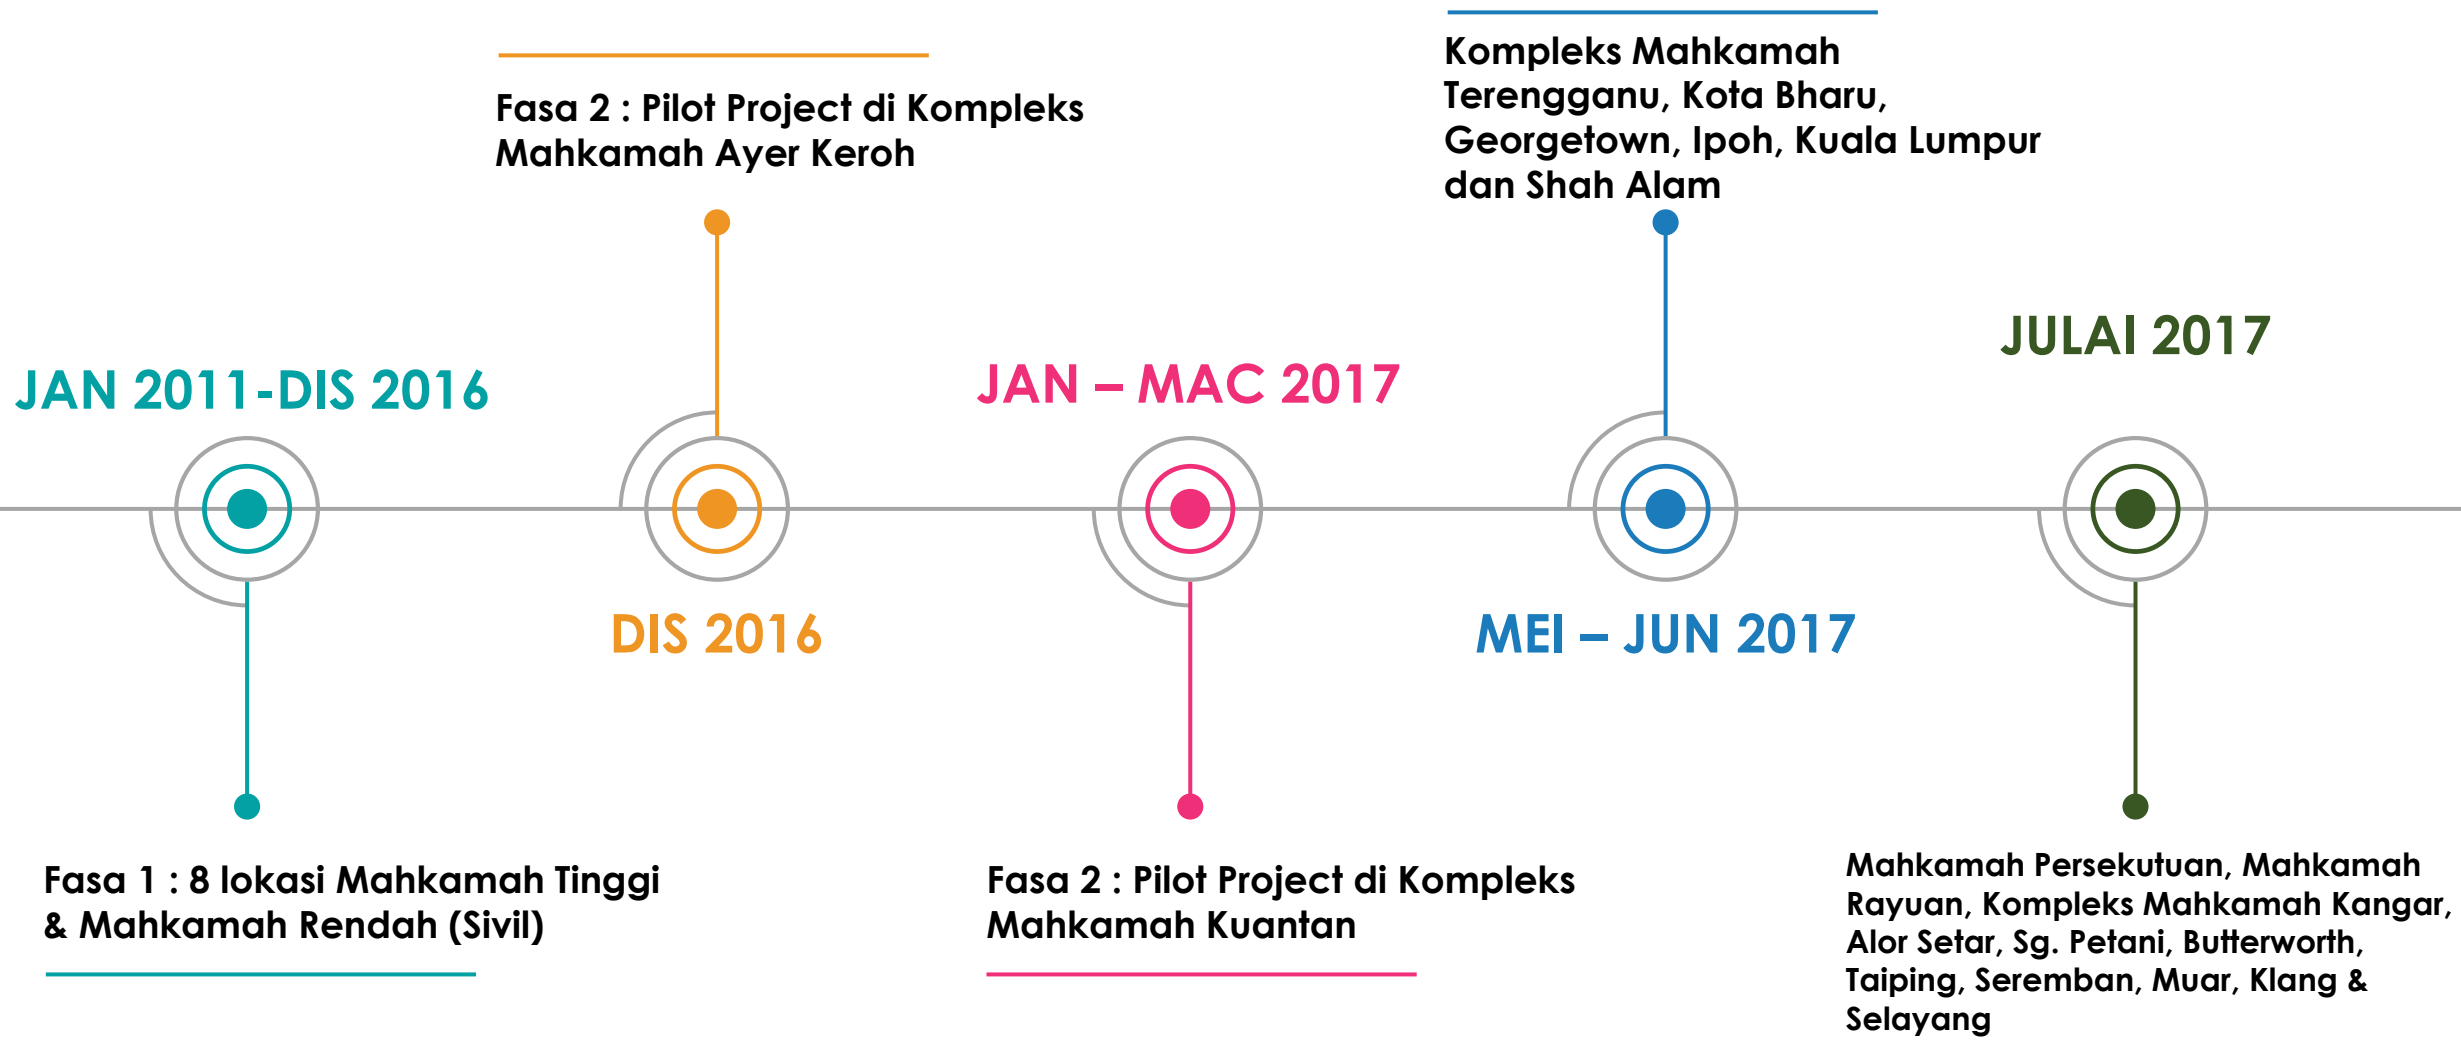 JAN 2011-DIS 2016
Fasa 1 : 8 lokasi Mahkamah Tinggi
& Mahkamah Rendah (Sivil)
Fasa 2 : Pilot Project di Kompleks
Mahkamah Ayer Keroh
DIS 2016
JAN – MAC 2017
Fasa 2 : Pilot Project di Kompleks
Mahkamah Kuantan
Kompleks Mahkamah
Terengganu, Kota Bharu,
Georgetown, Ipoh, Kuala Lumpur
dan Shah Alam
MEI – JUN 2017
JULAI 2017
Mahkamah Persekutuan, Mahkamah
Rayuan, Kompleks Mahkamah Kangar,
Alor Setar, Sg. Petani, Butterworth,
Taiping, Seremban, Muar, Klang &
Selayang